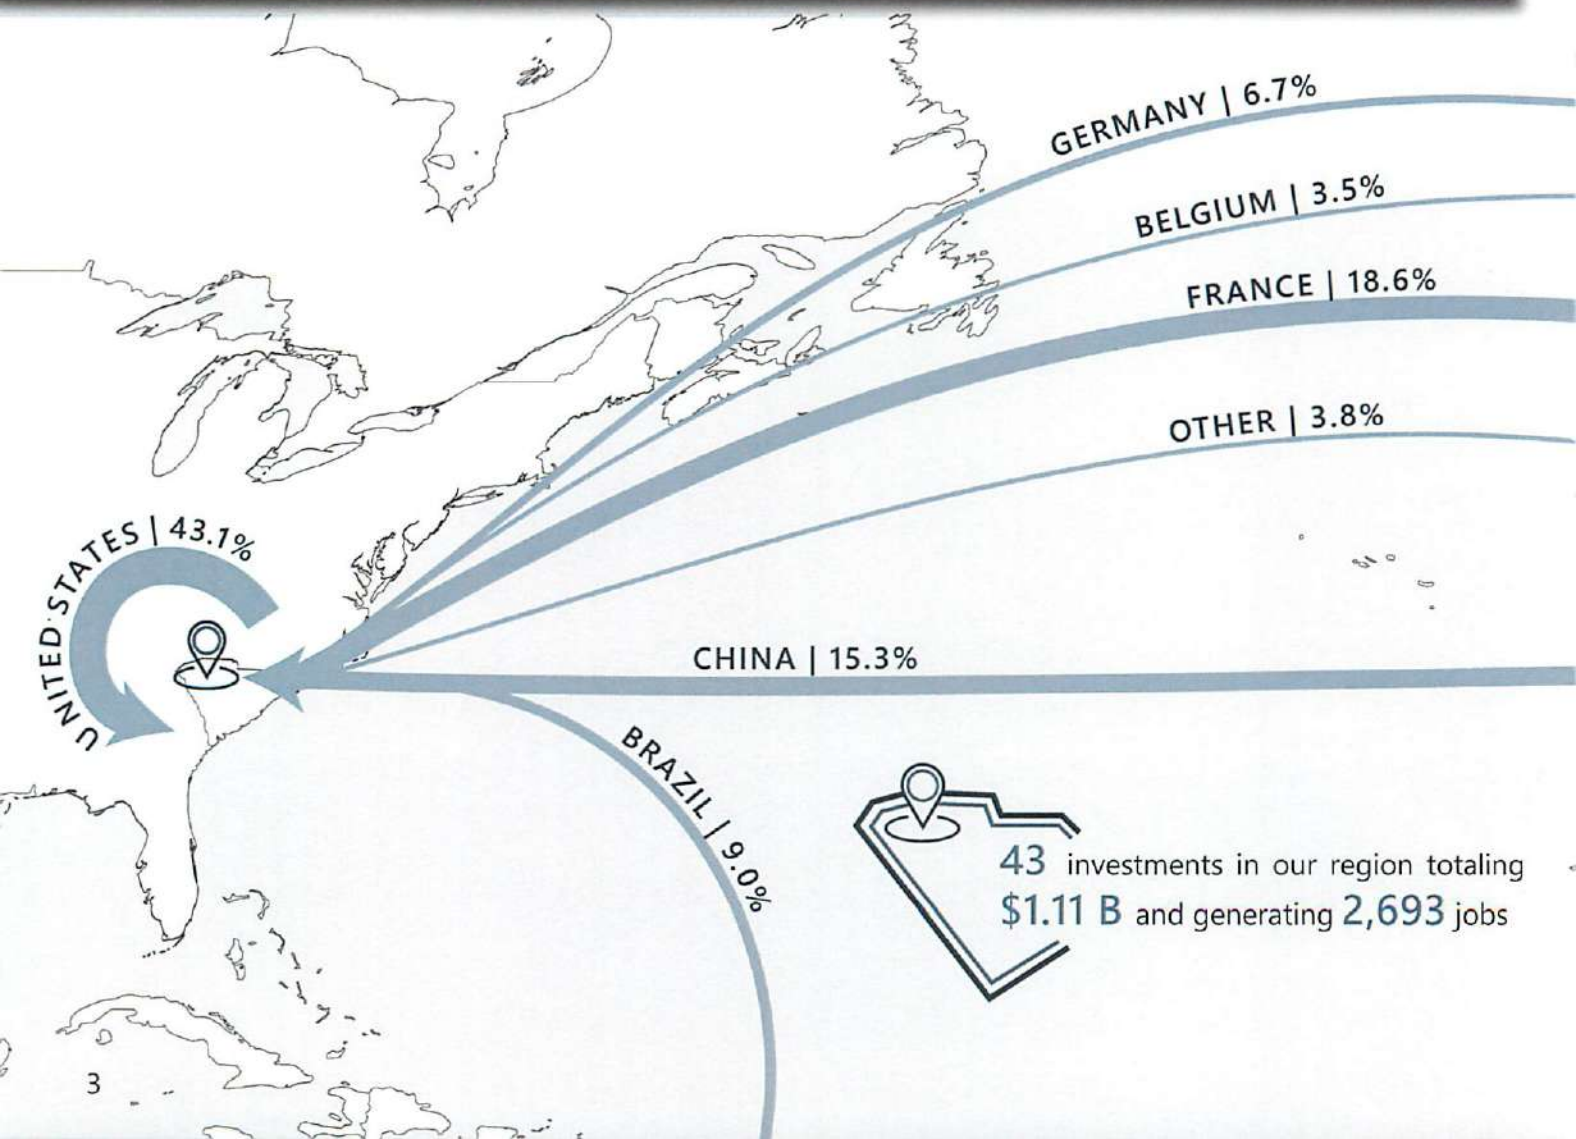 GERMANY | 6.7%
BELGIUM | 3.5%
FRANCE | 18.6%
OTHER | 3.8%
UNITED STATES | 43.1%
CHINA | 15.3%
BRAZIL | 9.0%
43 investments in our region totaling
$1.11 B and generating 2,693 jobs
3